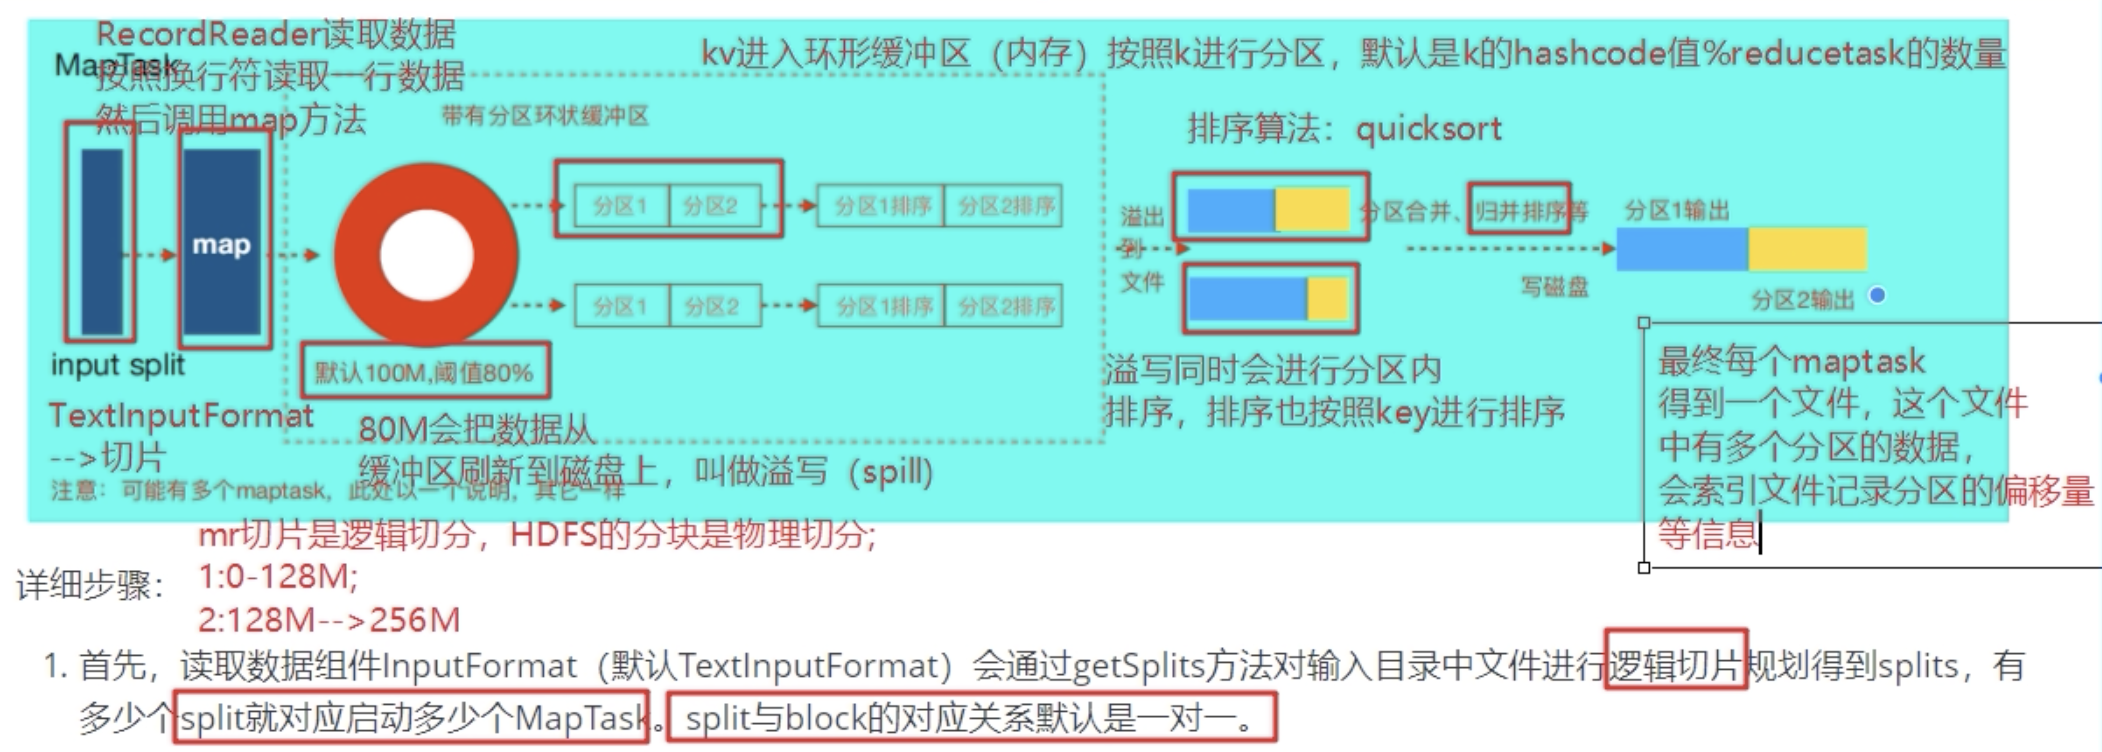 RecordReader读取数据
MapTask
按照换行符读取一行数据
然后调用map方法
kv进入环形缓冲区（内存）按照k进行分区，默认是k的hashcode值%reducetask的数量
带有分区环状缓冲区
排序算法：quicksort
map
分区1 分区2
分区1排序 分区2排序
分区1 分区2
分区1排序 分区2排序
溢出
到
文件
分区合并、归并排序等
写磁盘
分区1输出
分区2输出
input split
默认100M,阈值80%
TextInputFormat
-->切片
80M会把数据从
缓冲区刷新到磁盘上，叫做溢写（spill)
注意：可能有多个maptask，此处以一个说明，其它一样
溢写同时会进行分区内
排序，排序也按照key进行排序
最终每个maptask
得到一个文件，这个文件
中有多个分区的数据，
会索引文件记录分区的偏移量
等信息
mr切片是逻辑切分，HDFS的分块是物理切分;
1:0-128M;
2:128M-->256M
详细步骤：
1. 首先，读取数据组件InputFormat（默认TextInputFormat）会通过getSplits方法对输入目录中文件进行逻辑切片规划得到splits，有
多少个split就对应启动多少个MapTask。split与block的对应关系默认是一对一。